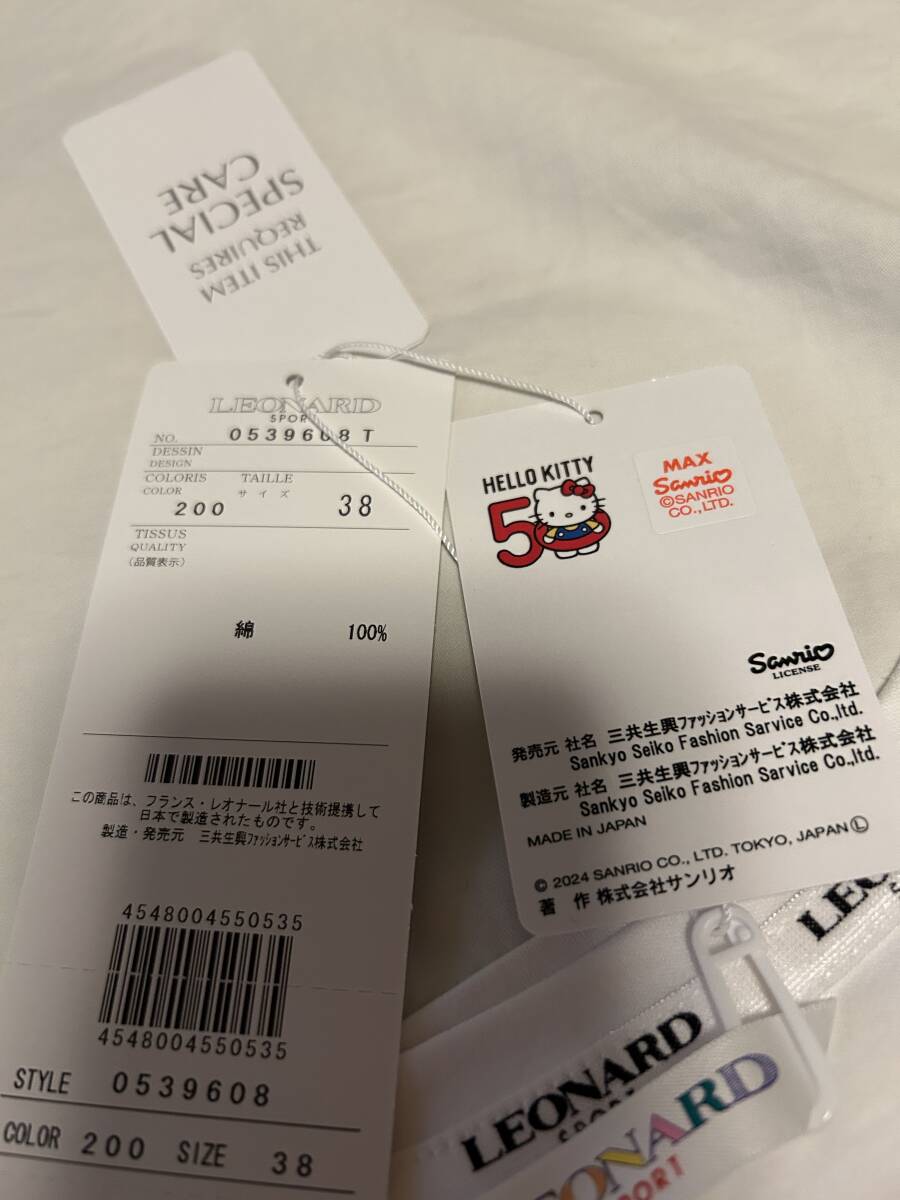 THIS ITEM
REQUIRES
SPECIAL
CARE
LEONARD
SPORT
NO. 0539608 T
DESSIN
DESIGN
COLORIS TAILLE
COLOR サイズ
200 38
TISSUS
QUALITY
(品質表示)
綿 100%
この商品は、フランス・レオナール社と技術提携して
日本で製造されたものです。
製造・発売元 三共生興ファッションサービス株式会社
4548004550535
4548004550535
STYLE 0539608
COLOR 200 SIZE 38
HELLO KITTY
50
MAX
Sanrio
©SANRIO
CO.,LTD.
Sanrio
LICENSE
発売元 社名 三共生興ファッションサービス株式会社
Sankyo Seiko Fashion Sarvice Co.,ltd.
製造元 社名 三共生興ファッションサービス株式会社
Sankyo Seiko Fashion Sarvice Co.,ltd.
MADE IN JAPAN
© 2024 SANRIO CO., LTD. TOKYO, JAPAN Ⓛ
著 作 株式会社サンリオ
LEONARD
SPORT
LEONARD
SPORT